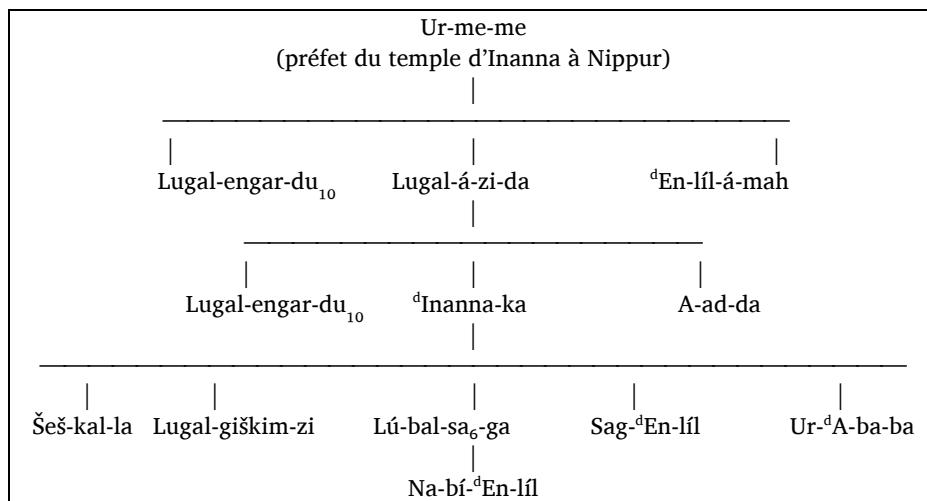 Ur-me-me
(préfet du temple d’Inanna à Nippur)
Lugal-engar-du₁₀ Lugal-á-zi-da ᵈEn-líl-á-mah
Lugal-engar-du₁₀ ᵈInanna-ka A-ad-da
Šeš-kal-la Lugal-giškim-zi Lú-bal-sa₆-ga Sag-ᵈEn-líl Ur-ᵈA-ba-ba
Na-bí-ᵈEn-líl